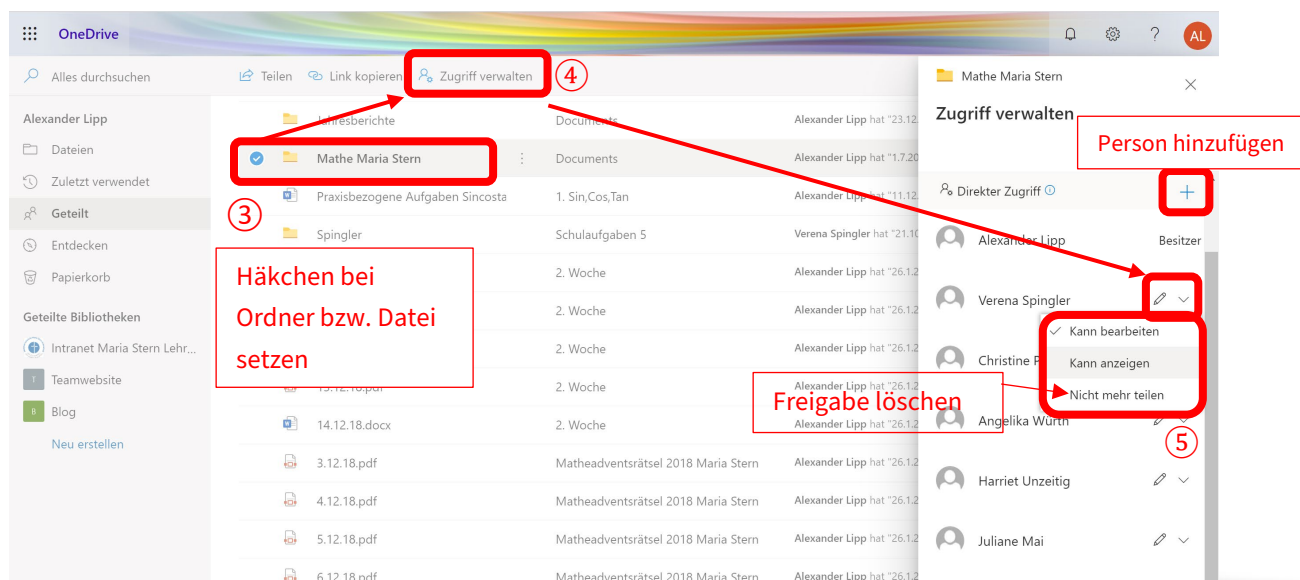 OneDrive
?
AL
Alles durchsuchen
Teilen
Link kopieren
Zugriff verwalten
④
Alexander Lipp
Dateien
Zuletzt verwendet
Geteilt
Entdecken
Papierkorb
Geteilte Bibliotheken
Intranet Maria Stern Lehr...
T Teamwebsite
B Blog
Neu erstellen
Jahresberichte Documents Alexander Lipp hat "23.12.
Mathe Maria Stern Documents Alexander Lipp hat "1.7.20
③
Praxisbezogene Aufgaben Sincosta 1. Sin,Cos,Tan Alexander Lipp hat "11.12.
Spingler Schulaufgaben 5 Verena Spingler hat "21.10
Häkchen bei
Ordner bzw. Datei
setzen
2. Woche Alexander Lipp hat "26.1.2
2. Woche Alexander Lipp hat "26.1.2
2. Woche Alexander Lipp hat "26.1.2
2. Woche Alexander Lipp hat "26.1.2
14.12.18.docx 2. Woche Alexander Lipp hat "26.1.2
3.12.18.pdf Matheadventsrätsel 2018 Maria Stern Alexander Lipp hat "26.1.2
4.12.18.pdf Matheadventsrätsel 2018 Maria Stern Alexander Lipp hat "26.1.2
5.12.18.pdf Matheadventsrätsel 2018 Maria Stern Alexander Lipp hat "26.1.2
6.12.18.pdf Matheadventsrätsel 2018 Maria Stern Alexander Lipp hat "26.1.2
Mathe Maria Stern
Zugriff verwalten
Person hinzufügen
Direkter Zugriff
Alexander Lipp Besitzer
Verena Spingler
Kann bearbeiten
Christine
Kann anzeigen
Freigabe löschen
Nicht mehr teilen
Angelika Würth
⑤
Harriet Unzeitig
Juliane Mai